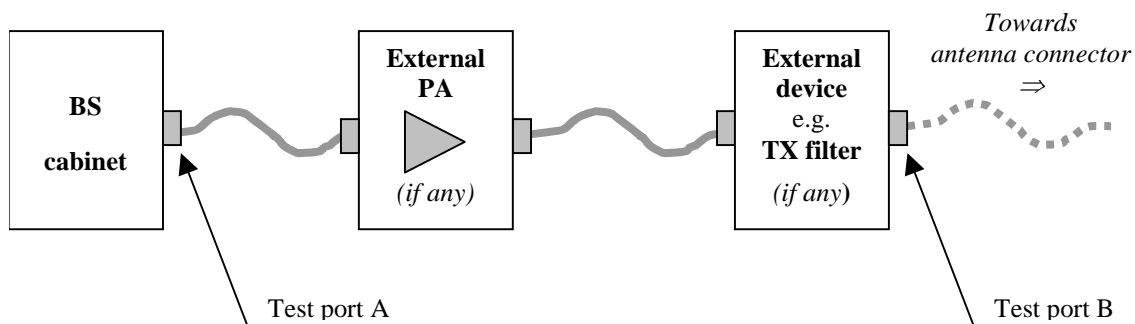 BS
cabinet
External
PA
(if any)
External
device
e.g.
TX filter
(if any)
Towards
antenna connector
⇒
Test port A
Test port B